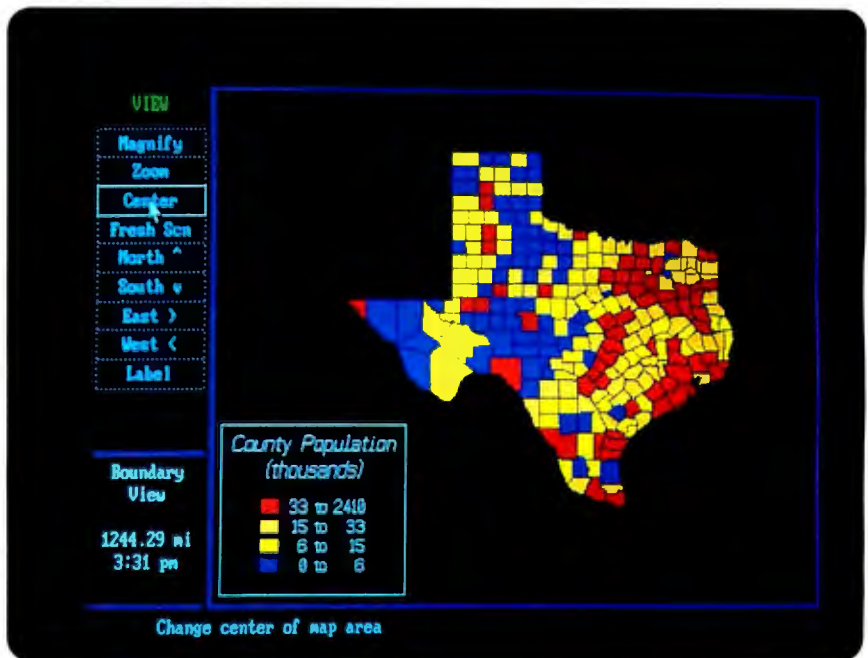 VIEW
Magnify
Zoom
Center
Fresh Scn
North ^
South v
East >
West <
Label
Boundary
View
1244.29 mi
3:31 pm
County Population
(thousands)
33 to 2410
15 to 33
6 to 15
0 to 6
Change center of map area